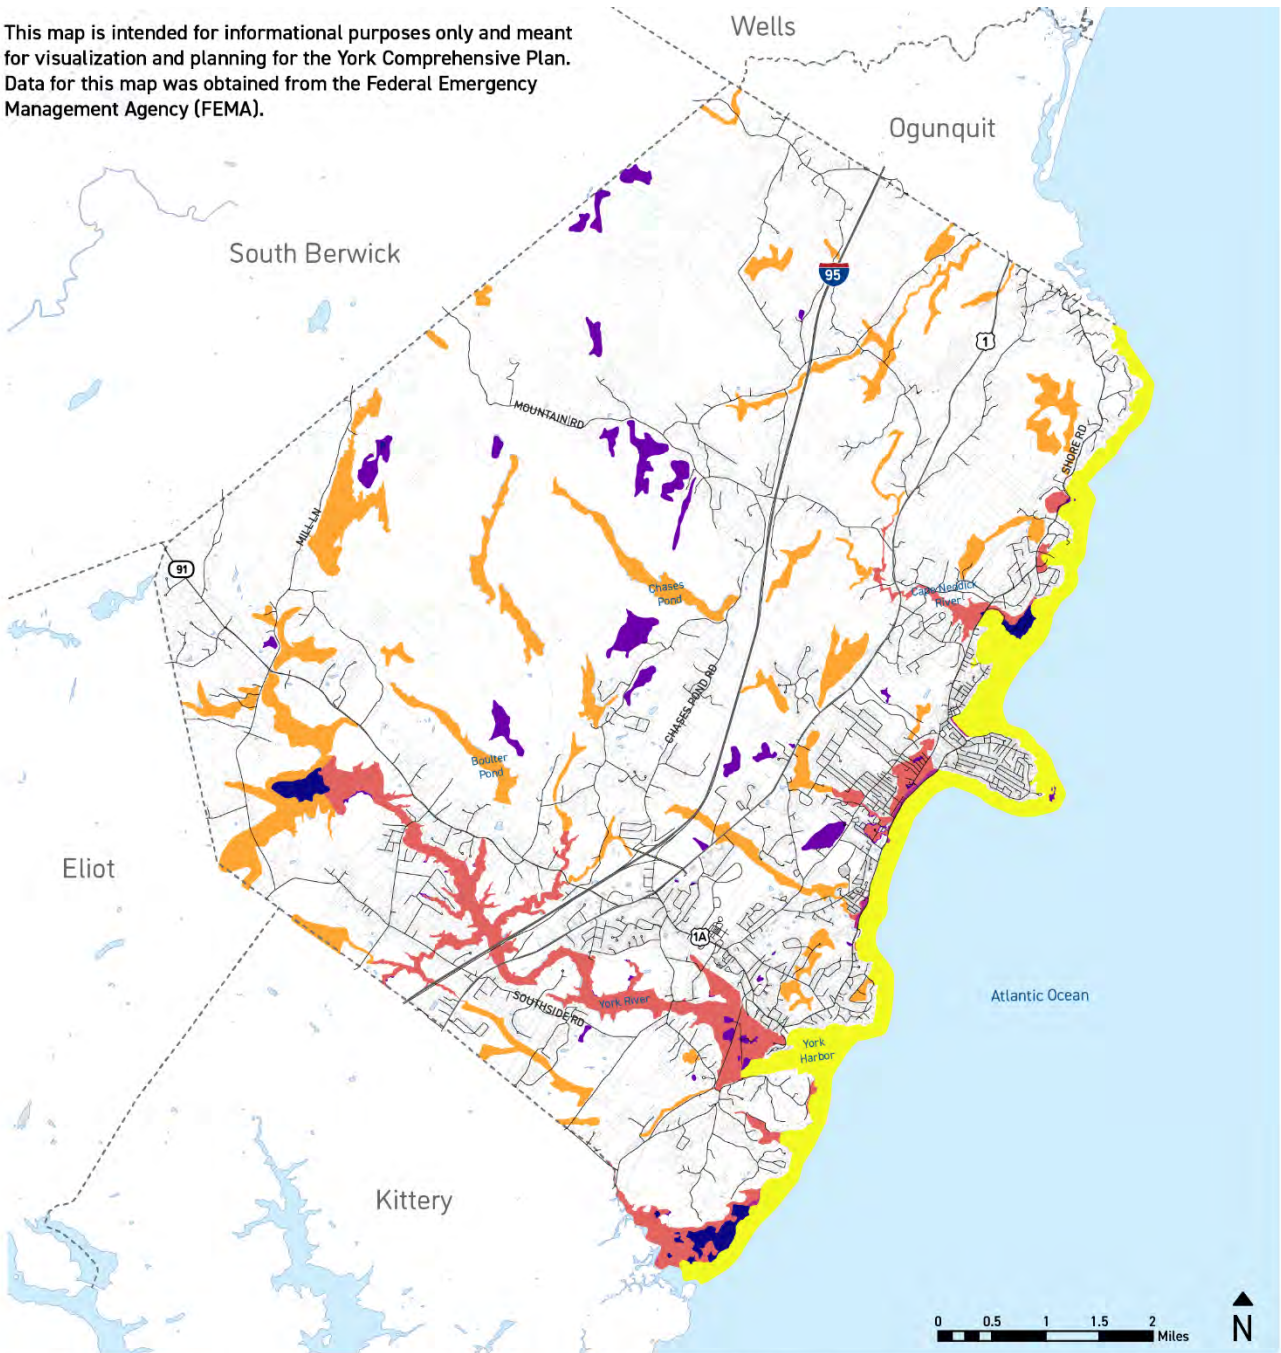 This map is intended for informational purposes only and meant
for visualization and planning for the York Comprehensive Plan.
Data for this map was obtained from the Federal Emergency
Management Agency (FEMA).
Wells
Ogunquit
South Berwick
95
1
MOUNTAIN RD
SHORE RD
MILL LN
91
Chases
Pond
Cape Neddick
River
CHASES POND RD
Boulter
Pond
Eliot
1A
Atlantic Ocean
SOUTHSIDE RD
York River
York
Harbor
Kittery
0 0.5 1 1.5 2
Miles
N